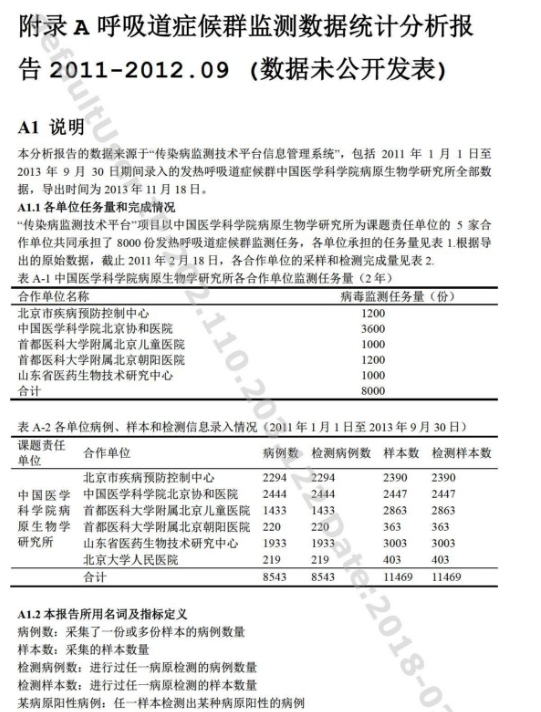 附录 A 呼吸道症候群监测数据统计分析报
告 2011-2012.09 (数据未公开发表)
A1 说明
本分析报告的数据来源于“传染病监测技术平台信息管理系统”，包括 2011 年 1 月 1 日至
2013 年 9 月 30 日期间录入的发热呼吸道症候群中国医学科学院病原生物学研究所全部数
据，导出时间为 2013 年 11 月 18 日。
A1.1 各单位任务量和完成情况
“传染病监测技术平台”项目以中国医学科学院病原生物学研究所为课题责任单位的 5 家合
作单位共同承担了 8000 份发热呼吸道症候群监测任务，各单位承担的任务量见表 1.根据导
出的原始数据，截止 2011 年 2 月 18 日，各合作单位的采样和检测完成量见表 2.
表 A-1 中国医学科学院病原生物学研究所各合作单位监测任务量（2 年）
合作单位名称 病毒监测任务量（份）
北京市疾病预防控制中心 1200
中国医学科学院北京协和医院 3600
首都医科大学附属北京儿童医院 1000
首都医科大学附属北京朝阳医院 1200
山东省医药生物技术研究中心 1000
合计 8000
表 A-2 各单位病例、样本和检测信息录入情况（2011 年 1 月 1 日至 2013 年 9 月 30 日）
课题责任单位 合作单位 病例数 检测病例数 样本数 检测样本数
中国医学科学院病原生物学研究所 北京市疾病预防控制中心 2294 2294 2390 2390
中国医学科学院北京协和医院 2444 2444 2447 2447
首都医科大学附属北京儿童医院 1433 1433 2863 2863
首都医科大学附属北京朝阳医院 220 220 363 363
山东省医药生物技术研究中心 1933 1933 3003 3003
北京大学人民医院 219 219 403 403
合计 8543 8543 11469 11469
A1.2 本报告所用名词及指标定义
病例数：采集了一份或多份样本的病例数量
样本数：采集的样本数量
检测病例数：进行过任一病原检测的病例数量
检测样本数：进行过任一病原检测的样本数量
某病原阳性病例：任一样本检测出某种病原阳性的病例